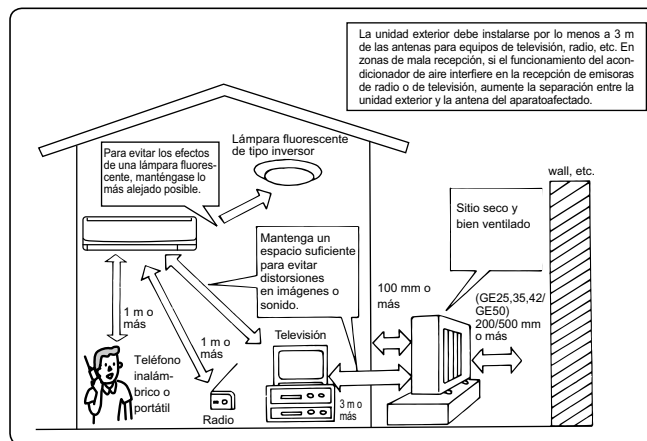 La unidad exterior debe instalarse por lo menos a 3 m
de las antenas para equipos de televisión, radio, etc. En
zonas de mala recepción, si el funcionamiento del acon-
dicionador de aire interfiere en la recepción de emisoras
de radio o de televisión, aumente la separación entre la
unidad exterior y la antena del aparatoafectado.
Lámpara fluorescente
de tipo inversor
Para evitar los efectos
de una lámpara fluores-
cente, manténgase lo
más alejado posible.
wall, etc.
Sitio seco y
bien ventilado
Mantenga un
espacio suficiente
para evitar
distorsiones
en imágenes o
sonido.
100 mm o
más
(GE25,35,42/
GE50)
200/500 mm
o más
1 m o
más
1 m o
más
Televisión
Teléfono
inalám-
brico o
portátil
Radio
3 m o
más